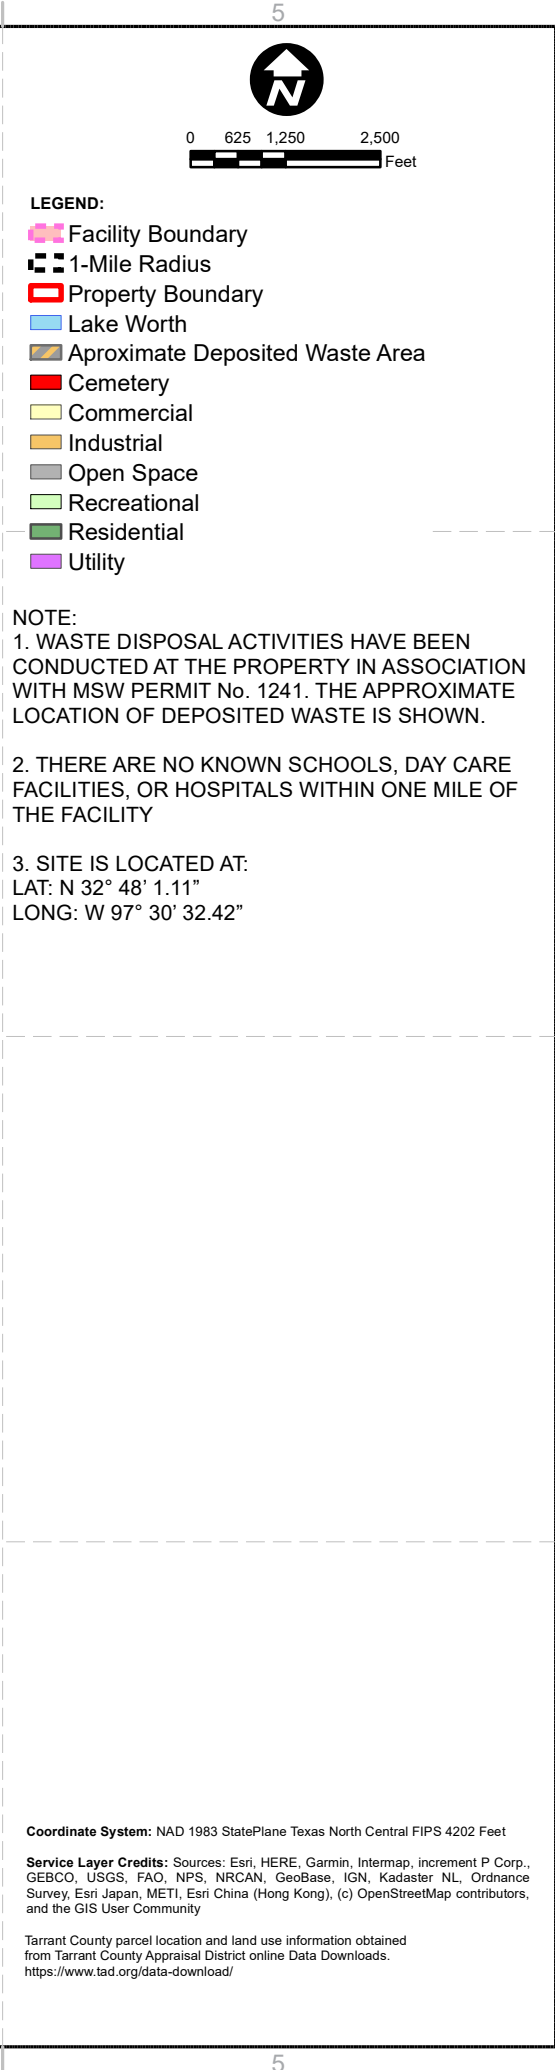 5
N
0 625 1,250 2,500
Feet
LEGEND:
Facility Boundary
1-Mile Radius
Property Boundary
Lake Worth
Aproximate Deposited Waste Area
Cemetery
Commercial
Industrial
Open Space
Recreational
Residential
Utility
NOTE:
1. WASTE DISPOSAL ACTIVITIES HAVE BEEN
CONDUCTED AT THE PROPERTY IN ASSOCIATION
WITH MSW PERMIT No. 1241. THE APPROXIMATE
LOCATION OF DEPOSITED WASTE IS SHOWN.
2. THERE ARE NO KNOWN SCHOOLS, DAY CARE
FACILITIES, OR HOSPITALS WITHIN ONE MILE OF
THE FACILITY
3. SITE IS LOCATED AT:
LAT: N 32° 48’ 1.11”
LONG: W 97° 30’ 32.42”
Coordinate System: NAD 1983 StatePlane Texas North Central FIPS 4202 Feet
Service Layer Credits: Sources: Esri, HERE, Garmin, Intermap, increment P Corp.,
GEBCO, USGS, FAO, NPS, NRCAN, GeoBase, IGN, Kadaster NL, Ordnance
Survey, Esri Japan, METI, Esri China (Hong Kong), (c) OpenStreetMap contributors,
and the GIS User Community
Tarrant County parcel location and land use information obtained
from Tarrant County Appraisal District online Data Downloads.
https://www.tad.org/data-download/
5